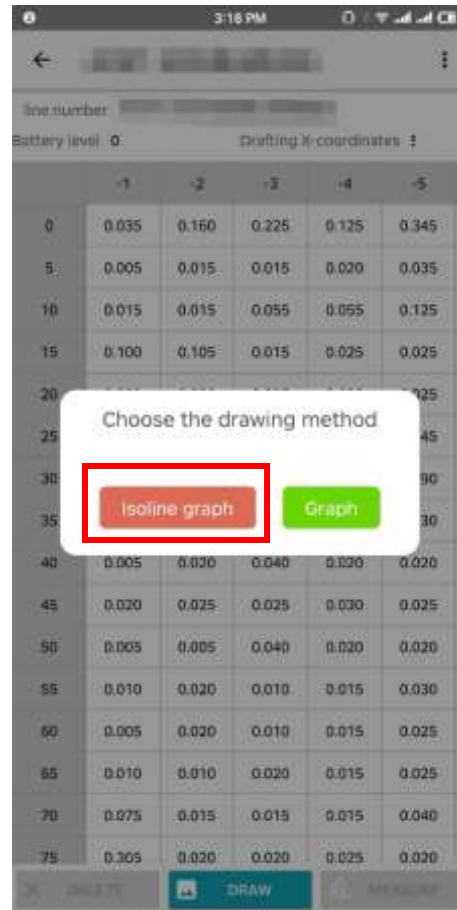 3:16 PM
line number
Battery level 0 Drafting X-coordinates :
-1 -2 -3 -4 -5
0 0.035 0.160 0.225 0.125 0.345
5 0.005 0.015 0.015 0.020 0.035
10 0.015 0.015 0.055 0.055 0.125
15 0.100 0.105 0.015 0.025 0.025
20
Choose the drawing method
25
30
Isoline graph Graph
35
40 0.005 0.020 0.040 0.020 0.020
45 0.020 0.025 0.025 0.030 0.025
50 0.005 0.005 0.040 0.020 0.020
55 0.010 0.020 0.010 0.015 0.030
60 0.005 0.020 0.010 0.015 0.025
65 0.010 0.010 0.020 0.015 0.025
70 0.075 0.015 0.015 0.015 0.040
75 0.305 0.020 0.020 0.025 0.020
DELETE DRAW MEASURE